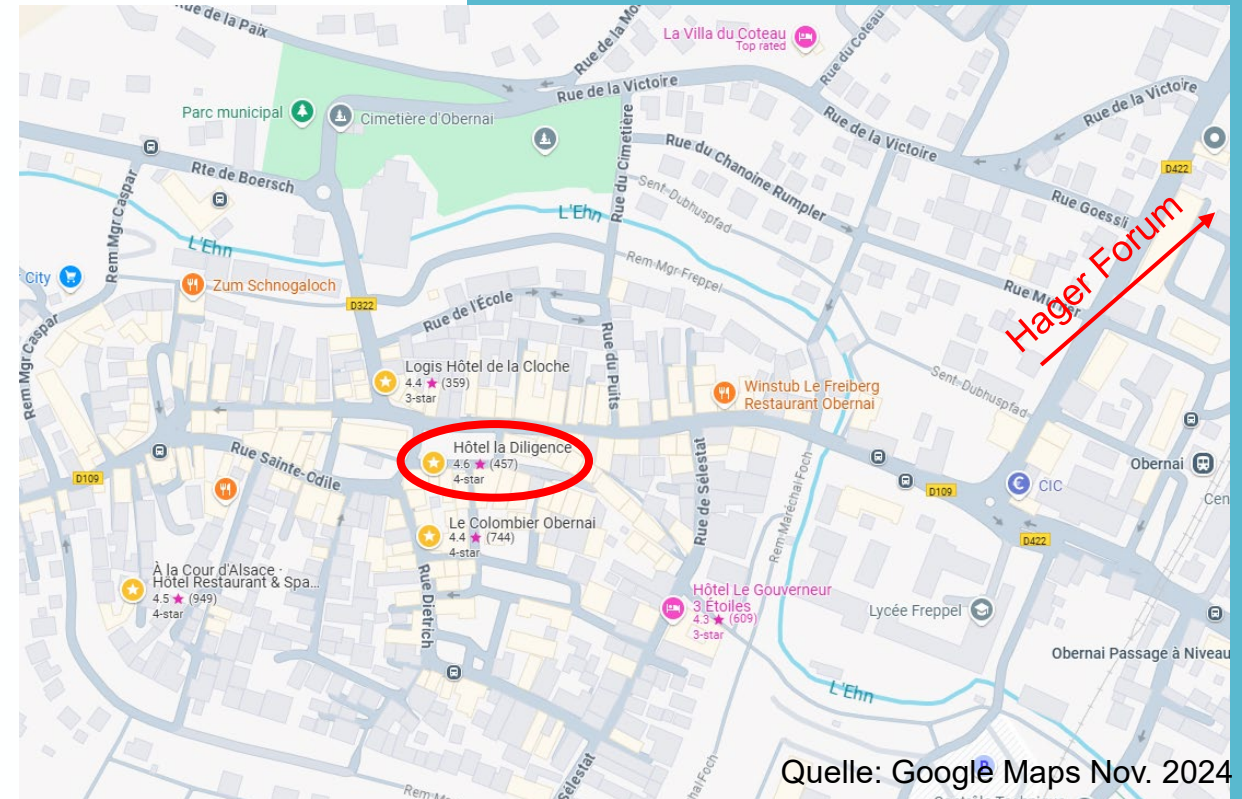 Rue de la Paix
La Villa du Coteau
Top rated
Rue du Coteau
Rue de la Victoire
Rue de la Victoire
Parc municipal
Cimetière d'Obernai
Rue de la Victoire
D422
Rue du Cimetière
Rue du Chanoine Rumpler
Rte de Boersch
Rem Mgr Caspar
Sent. Dubhuspfad
Rue Goessli
L'Ehn
L'Ehn
Hager Forum
Rem Mgr Freppel
City
Zum Schnogaloch
D322
Rue de l'École
Rem Mgr Caspar
Rue du Puits
Logis Hôtel de la Cloche
4.4 ★ (359)
3-star
Winstub Le Freiberg
Restaurant Obernai
Sent. Dubhuspfad
Hôtel la Diligence
4.6 ★ (457)
4-star
Rue Sainte-Odile
D109
Obernai
Rue de Sélestat
Rem Maréchal Foch
CIC
D109
Le Colombier Obernai
4.4 ★ (744)
4-star
D422
À la Cour d'Alsace ·
Hôtel Restaurant & Spa...
4.5 ★ (949)
4-star
Rue Dietrich
Hôtel Le Gouverneur
3 Étoiles
4.3 ★ (609)
3-star
Lycée Freppel
Obernai Passage à Niveau
L'Ehn
Sélestat
Quelle: Google Maps Nov. 2024